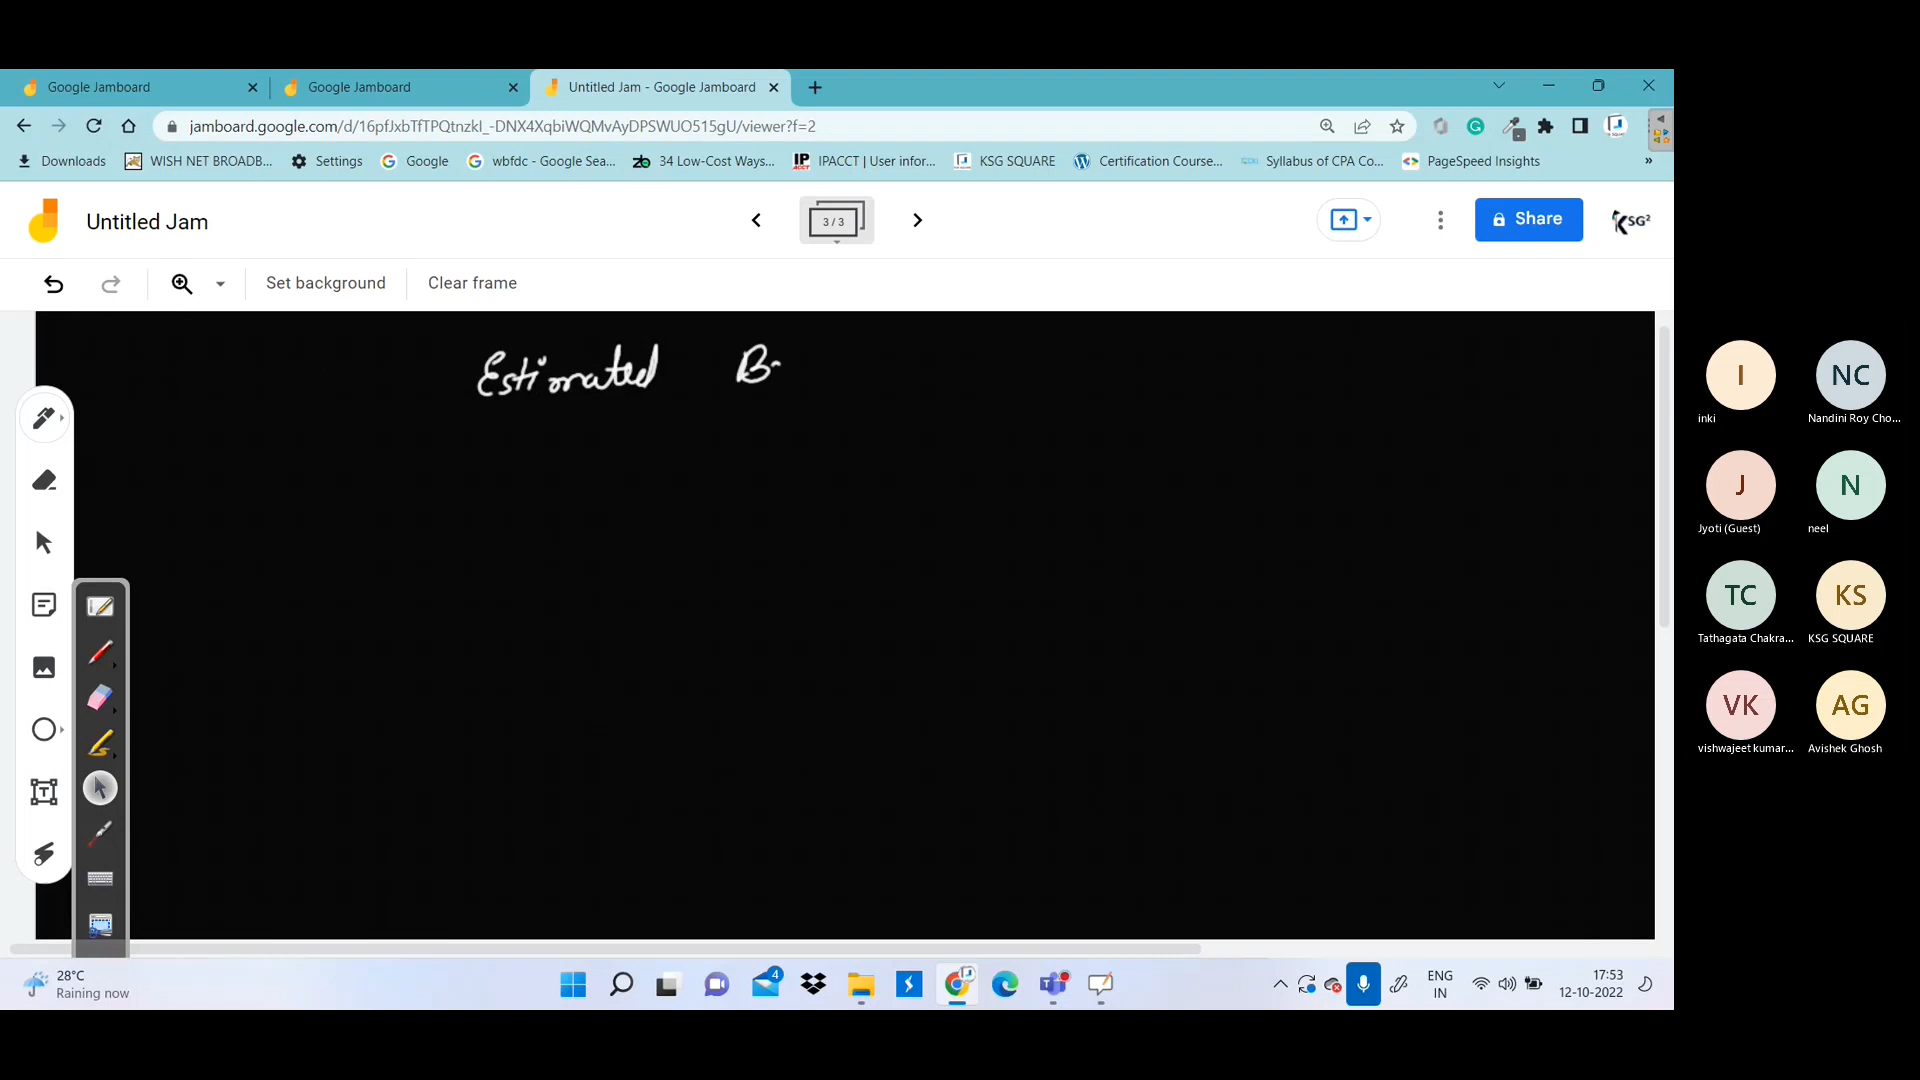 Google Jamboard Google Jamboard Untitled Jam - Google Jamboard
jamboard.google.com/d/16pfJxbTfTPQtnzkI_-DNX4XqbiWQMvAyDPSWUO515gU/viewer?f=2
Downloads WISH NET BROADB... Settings Google wbfdc - Google Sea... 34 Low-Cost Ways... IPACCT | User infor... KSG SQUARE Certification Course... Syllabus of CPA Co... PageSpeed Insights »
Untitled Jam 3 / 3 Share KSG²
Set background Clear frame
Estimated B
I NC
inki Nandini Roy Cho...
J N
Jyoti (Guest) neel
TC KS
Tathagata Chakra... KSG SQUARE
VK AG
vishwajeet kumar... Avishek Ghosh
28°C
Raining now
4
ENG
IN
17:53
12-10-2022